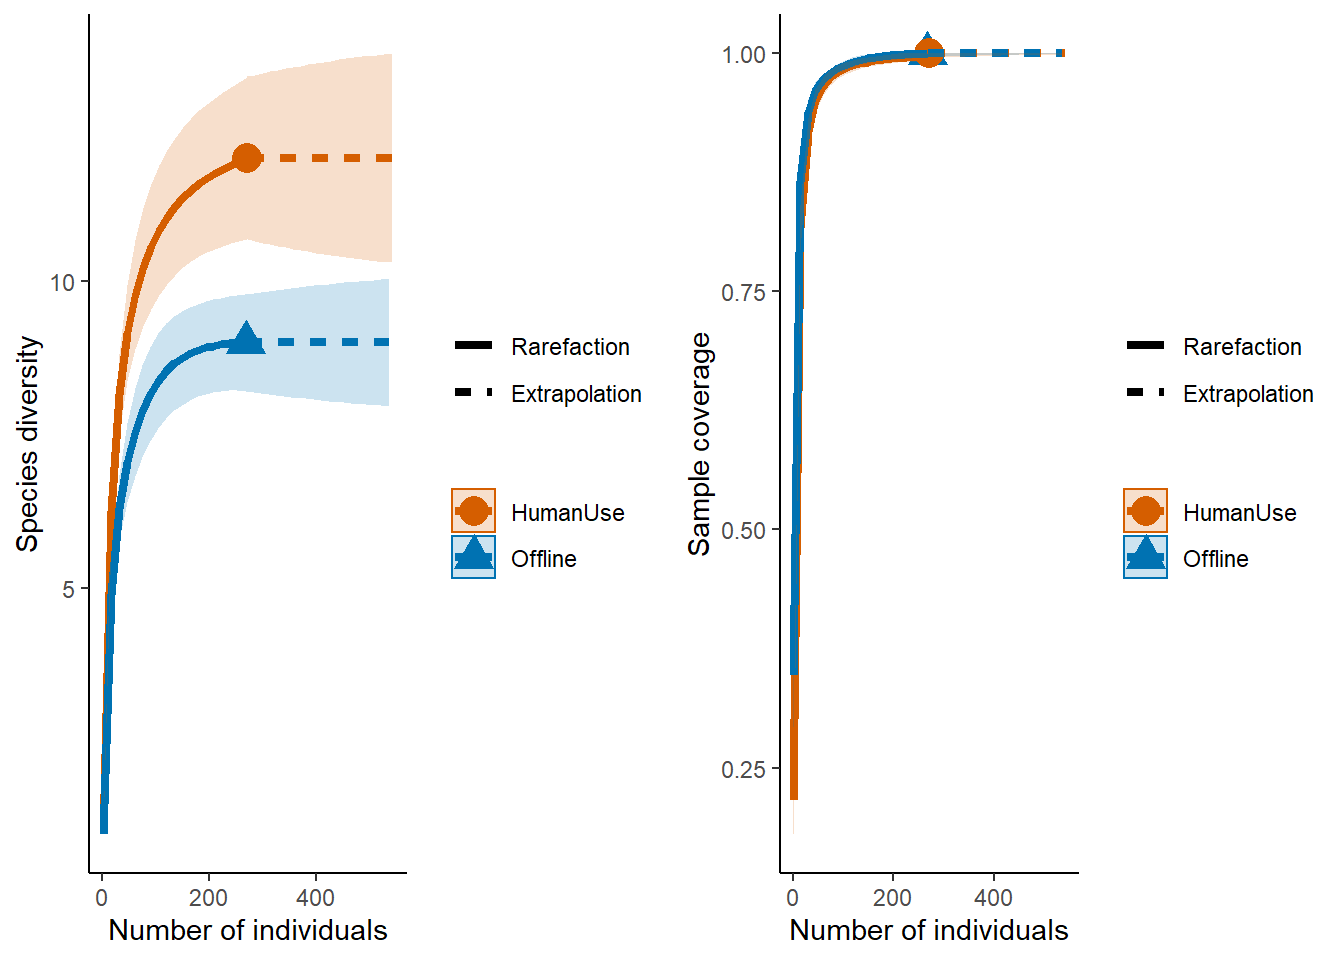 Species diversity
10
5
0
200
400
Number of individuals
Rarefaction
Extrapolation
HumanUse
Offline
Sample coverage
1.00
0.75
0.50
0.25
0
200
400
Number of individuals
Rarefaction
Extrapolation
HumanUse
Offline